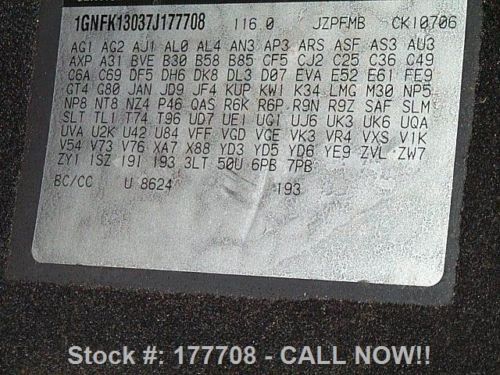 1GNFK13037J177708 116.0 JZPFMB CK10706
AG1 AG2 AJ1 AL0 AL4 AN3 AP3 ARS ASF AS3 AU3
AXP A31 BVE B30 B58 B85 CF5 CJ2 C25 C36 C49
C6A C69 DF5 DH6 DK8 DL3 D07 EVA E52 E61 FE9
GT4 G80 JAN JD9 JF4 KUP KW1 K34 LMG M30 NP5
NP8 NT8 NZ4 P46 QAS R6K R6P R9N R9Z SAF SLM
SLT TL1 T74 T96 UD7 UE1 UG1 UJ6 UK3 UK6 UQA
UVA U2K U42 U84 VFF VGD VGE VK3 VR4 VXS V1K
V54 V73 V76 XA7 X88 YD3 YD5 YD6 YE9 ZVL ZW7
ZY1 1SZ 19I 193 3LT 50U 6PB 7PB
BC/CC U 8624 193
Stock #: 177708 - CALL NOW!!